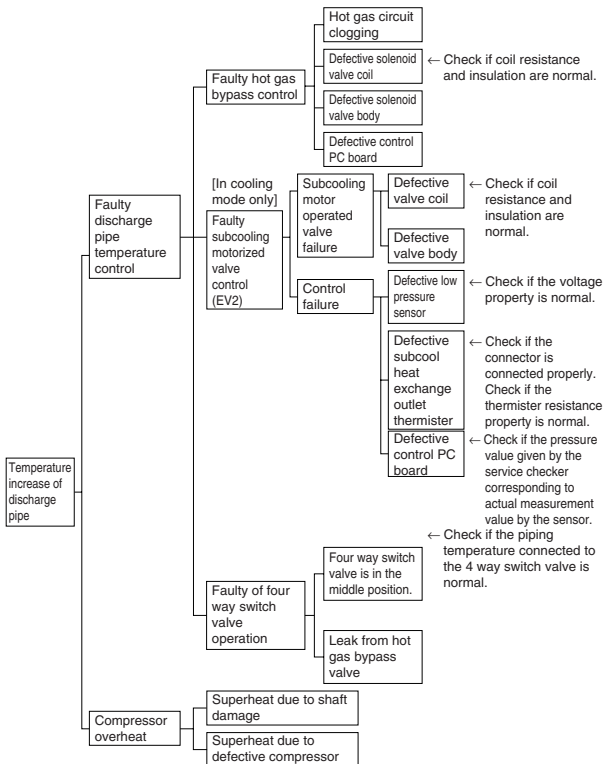 Hot gas circuit
clogging
Defective solenoid
valve coil
← Check if coil resistance
and insulation are normal.
Faulty hot gas
bypass control
Defective solenoid
valve body
Defective control
PC board
[In cooling
mode only]
Faulty
subcooling
motorized
valve
control
(EV2)
Subcooling
motor
operated
valve
failure
Defective
valve coil
← Check if coil
resistance and
insulation are
normal.
Defective
valve body
Faulty
discharge
pipe
temperature
control
Control
failure
Defective low
pressure
sensor
← Check if the voltage
property is normal.
Defective
subcool
heat
exchange
outlet
thermister
← Check if the
connector is
connected properly.
Check if the
thermister resistance
property is normal.
Defective
control PC
board
← Check if the pressure
value given by the
service checker
corresponding to
actual measurement
value by the sensor.
Temperature
increase of
discharge
pipe
← Check if the piping
temperature connected to
the 4 way switch valve is
normal.
Four way switch
valve is in the
middle position.
Faulty of four
way switch
valve
operation
Leak from hot
gas bypass
valve
Compressor
overheat
Superheat due to shaft
damage
Superheat due to
defective compressor